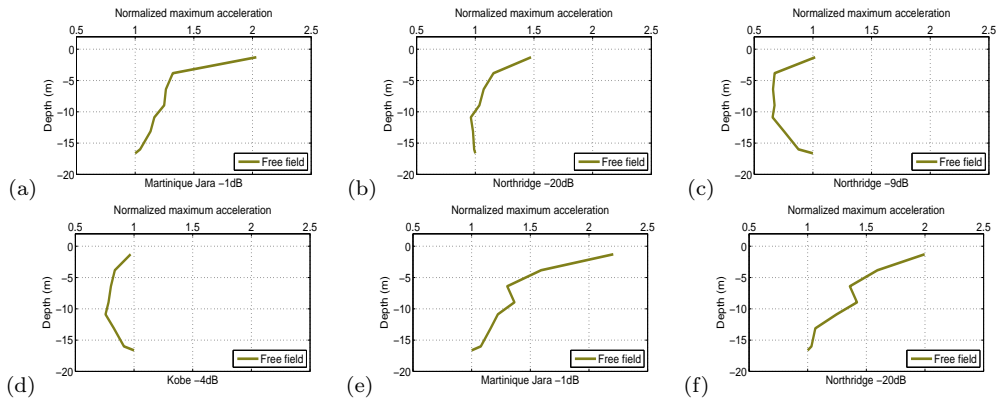 Normalized maximum acceleration
0.5 1 1.5 2 2.5
0
−5
−10
−15
−20
Depth (m)
Free field
Martinique Jara −1dB
(a)
Normalized maximum acceleration
0.5 1 1.5 2 2.5
0
−5
−10
−15
−20
Depth (m)
Free field
Northridge −20dB
(b)
Normalized maximum acceleration
0.5 1 1.5 2 2.5
0
−5
−10
−15
−20
Depth (m)
Free field
Northridge −9dB
(c)
Normalized maximum acceleration
0.5 1 1.5 2 2.5
0
−5
−10
−15
−20
Depth (m)
Free field
Kobe −4dB
(d)
Normalized maximum acceleration
0.5 1 1.5 2 2.5
0
−5
−10
−15
−20
Depth (m)
Free field
Martinique Jara −1dB
(e)
Normalized maximum acceleration
0.5 1 1.5 2 2.5
0
−5
−10
−15
−20
Depth (m)
Free field
Northridge −20dB
(f)